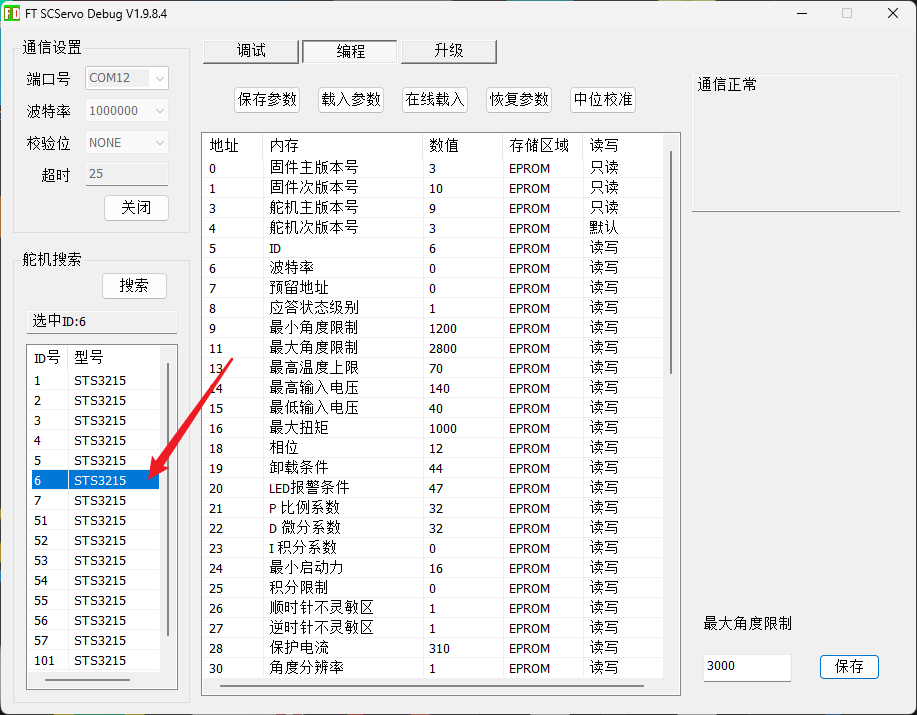 FT SCServo Debug V1.9.8.4
通信设置
端口号 COM12
波特率 1000000
校验位 NONE
超时 25
关闭
舵机搜索
搜索
选中ID:6
ID号 型号
1 STS3215
2 STS3215
3 STS3215
4 STS3215
5 STS3215
6 STS3215
7 STS3215
51 STS3215
52 STS3215
53 STS3215
54 STS3215
55 STS3215
56 STS3215
57 STS3215
101 STS3215
调试 编程 升级
保存参数 载入参数 在线载入 恢复参数 中位校准
地址 内存 数值 存储区域 读写
0 固件主版本号 3 EPROM 只读
1 固件次版本号 10 EPROM 只读
3 舵机主版本号 9 EPROM 只读
4 舵机次版本号 3 EPROM 默认
5 ID 6 EPROM 读写
6 波特率 0 EPROM 读写
7 预留地址 0 EPROM 读写
8 应答状态级别 1 EPROM 读写
9 最小角度限制 1200 EPROM 读写
11 最大角度限制 2800 EPROM 读写
13 最高温度上限 70 EPROM 读写
14 最高输入电压 140 EPROM 读写
15 最低输入电压 40 EPROM 读写
16 最大扭矩 1000 EPROM 读写
18 相位 12 EPROM 读写
19 卸载条件 44 EPROM 读写
20 LED报警条件 47 EPROM 读写
21 P 比例系数 32 EPROM 读写
22 D 微分系数 32 EPROM 读写
23 I 积分系数 0 EPROM 读写
24 最小启动力 16 EPROM 读写
25 积分限制 0 EPROM 读写
26 顺时针不灵敏区 1 EPROM 读写
27 逆时针不灵敏区 1 EPROM 读写
28 保护电流 310 EPROM 读写
30 角度分辨率 1 EPROM 读写
通信正常
最大角度限制
3000 保存